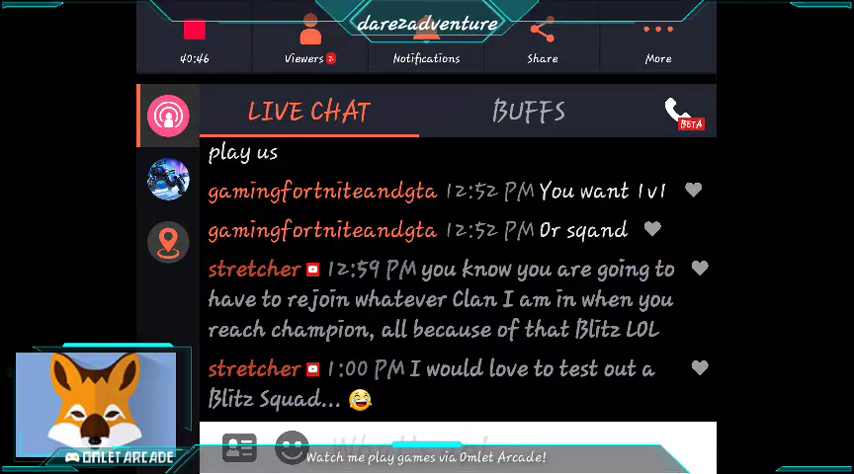 dare2adventure
40:46
Viewers 2
Notifications
Share
More
LIVE CHAT
BUFFS
BETA
play us
gamingfortniteandgta 12:52 PM You want 1v1
gamingfortniteandgta 12:52 PM Or sqand
stretcher 12:59 PM you know you are going to
have to rejoin whatever Clan I am in when you
reach champion, all because of that Blitz LOL
stretcher 1:00 PM I would love to test out a
Blitz Squad... 😂
OMLET ARCADE
Watch me play games via Omlet Arcade!